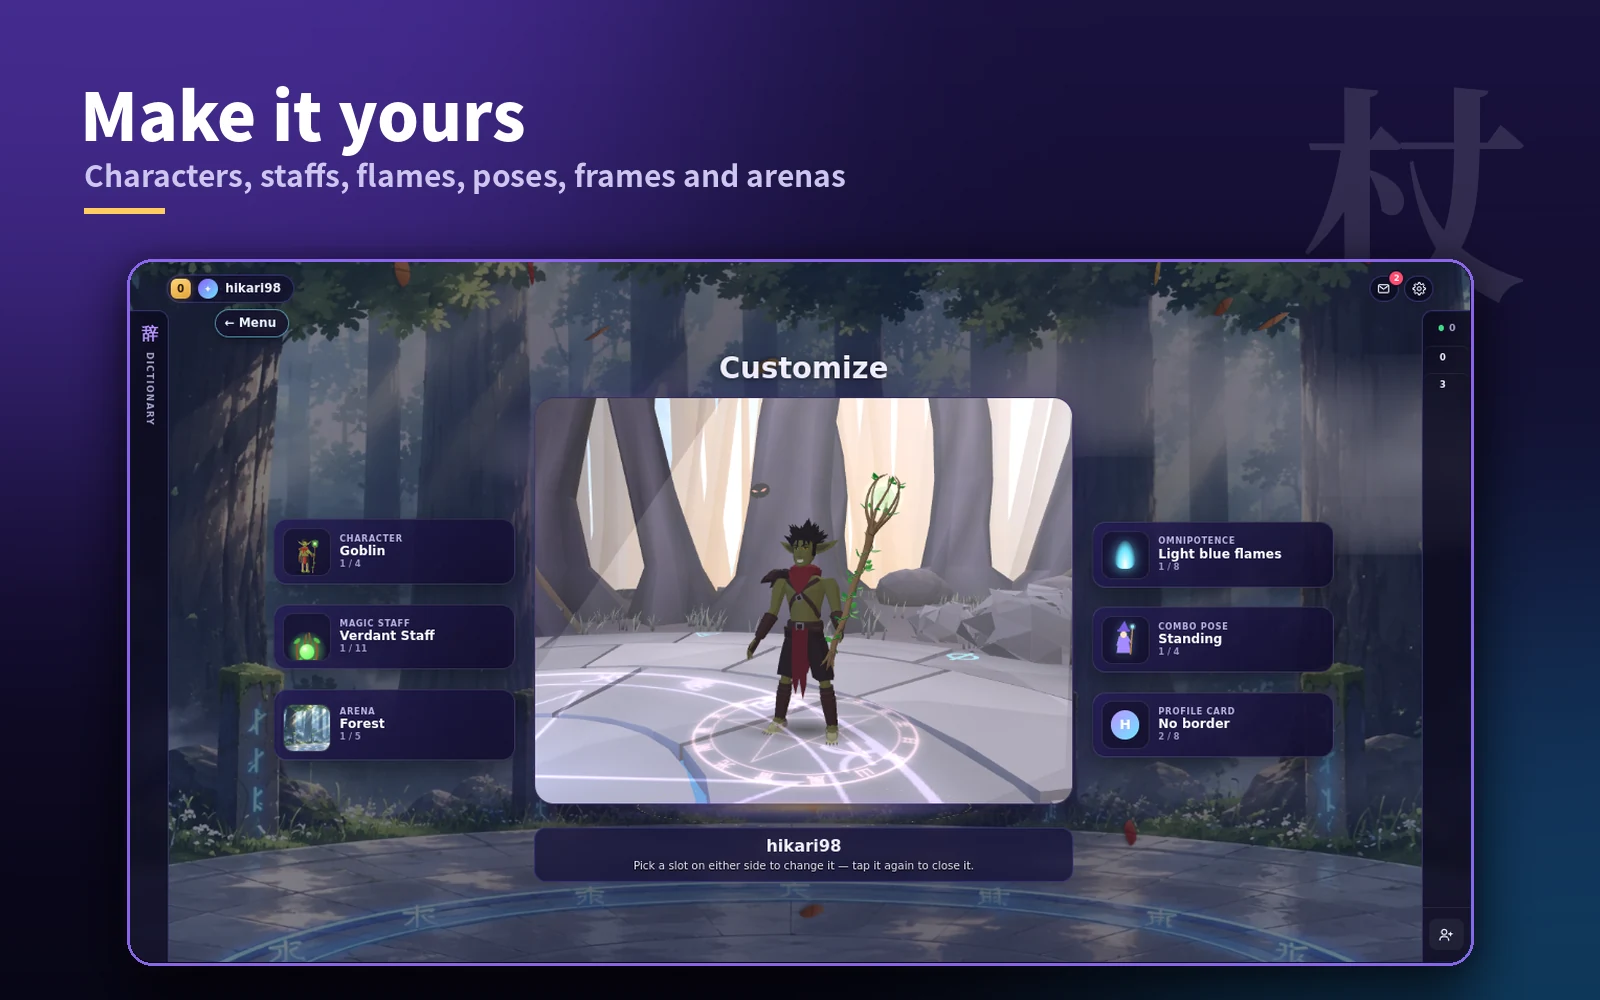 Make it yours
Characters, staffs, flames, poses, frames and arenas
杖
0 hikari98
2
← Menu
辞 DICTIONARY
0
0
3
Customize
CHARACTER
Goblin
1 / 4
MAGIC STAFF
Verdant Staff
1 / 11
ARENA
Forest
1 / 5
OMNIPOTENCE
Light blue flames
1 / 8
COMBO POSE
Standing
1 / 4
H
PROFILE CARD
No border
2 / 8
hikari98
Pick a slot on either side to change it — tap it again to close it.